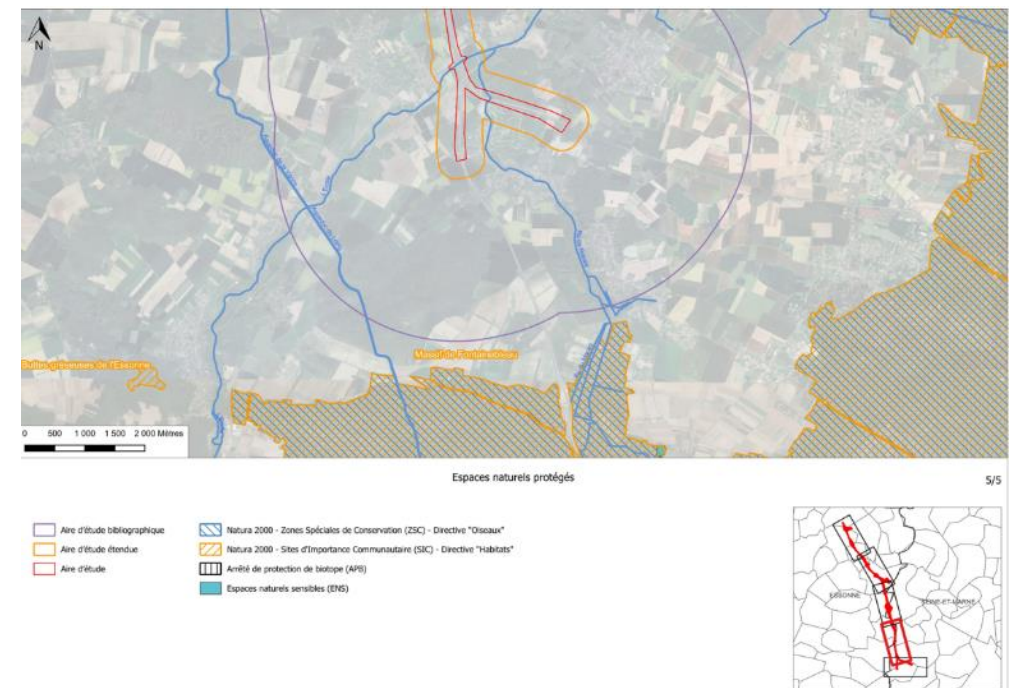 N
Massif de Fontainebleau
Buttes gréseuses de l'Essonne
0 500 1 000 1 500 2 000 Mètres
Espaces naturels protégés
5/5
Aire d'étude bibliographique
Aire d'étude étendue
Aire d'étude
Natura 2000 - Zones Spéciales de Conservation (ZSC) - Directive "Oiseaux"
Natura 2000 - Sites d'Importance Communautaire (SIC) - Directive "Habitats"
Arrêté de protection de biotope (APB)
Espaces naturels sensibles (ENS)
ESSONNE
SEINE-ET-MARNE